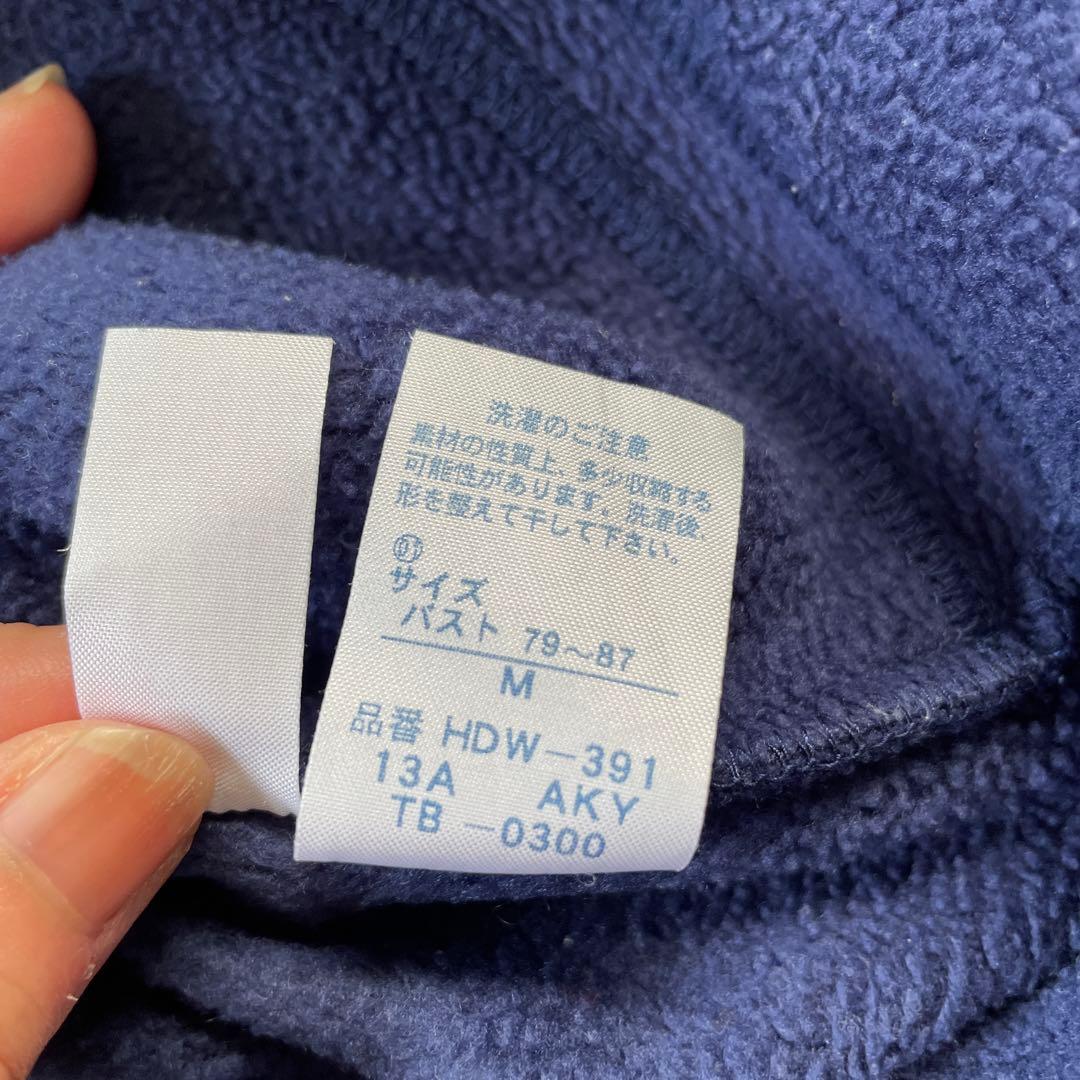 洗濯のご注意
素材の性質上、多少収縮する
可能性があります。洗濯後、
形を整えて干して下さい。
07
サイズ
バスト 79〜87
M
品番 HDW-391
13A AKY
TB -0300